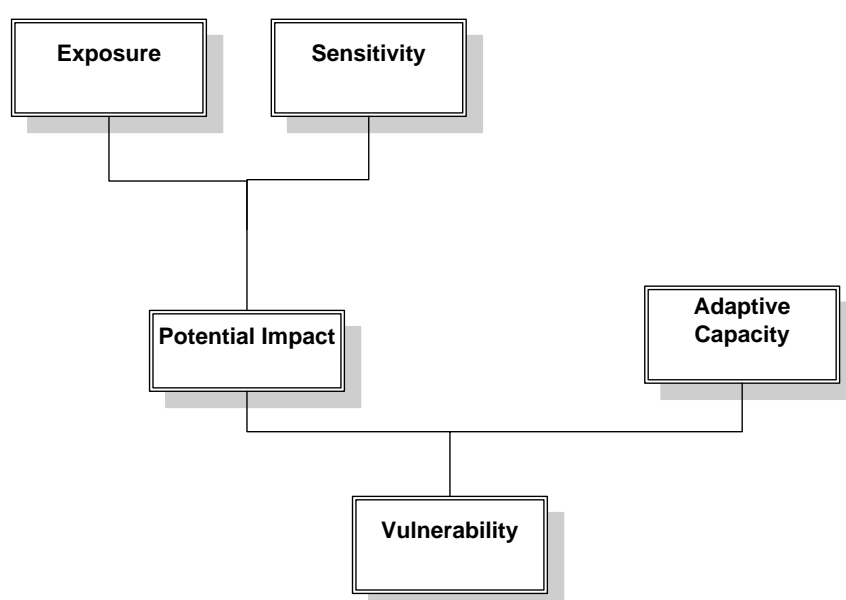 Exposure
Sensitivity
Potential Impact
Adaptive
Capacity
Vulnerability